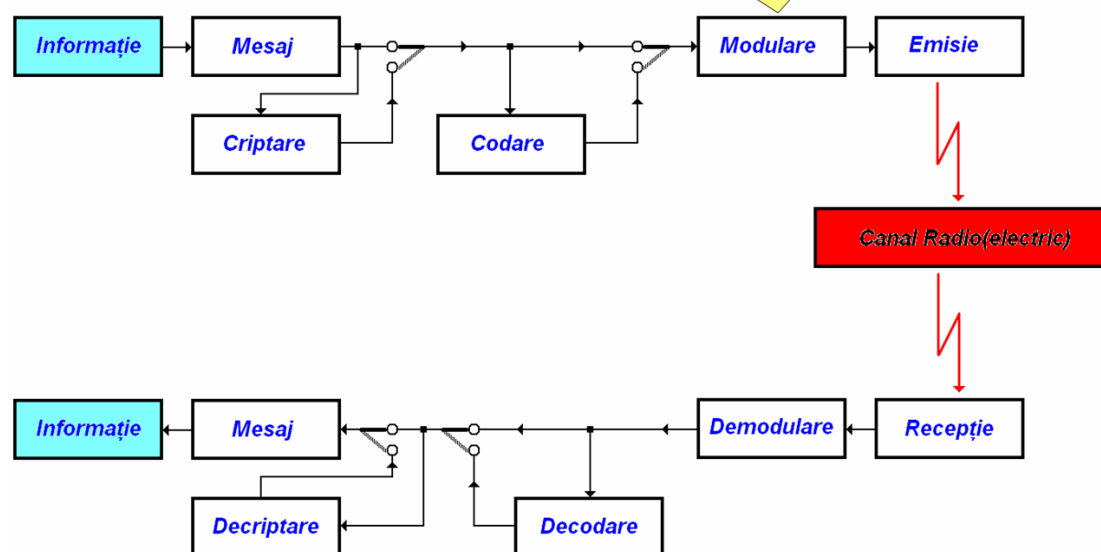 Informație
Mesaj
Modulare
Emisie
Criptare
Codare
Canal Radio(electric)
Informație
Mesaj
Demodulare
Recepție
Decriptare
Decodare